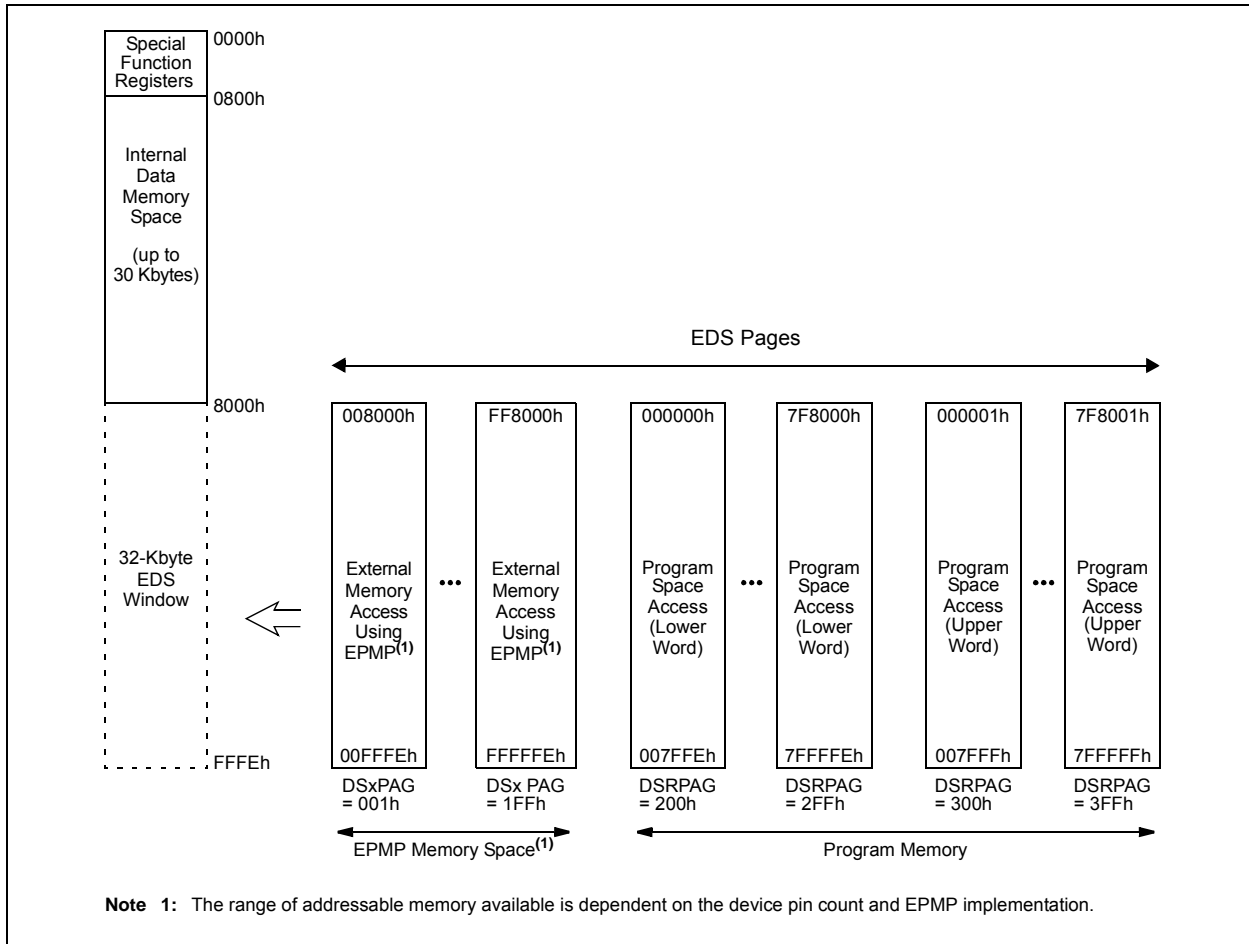 Special
Function
Registers
0000h
0800h
Internal
Data
Memory
Space
(up to
30 Kbytes)
EDS Pages
8000h
32-Kbyte
EDS
Window
FFFEh
008000h
External
Memory
Access
Using
EPMP(1)
00FFFEh
DSxPAG
= 001h
•••
FF8000h
External
Memory
Access
Using
EPMP(1)
FFFFFEh
DSx PAG
= 1FFh
000000h
Program
Space
Access
(Lower
Word)
007FFEh
DSRPAG
= 200h
•••
7F8000h
Program
Space
Access
(Lower
Word)
7FFFFEh
DSRPAG
= 2FFh
000001h
Program
Space
Access
(Upper
Word)
007FFFh
DSRPAG
= 300h
•••
7F8001h
Program
Space
Access
(Upper
Word)
7FFFFFh
DSRPAG
= 3FFh
EPMP Memory Space(1)
Program Memory
Note 1: The range of addressable memory available is dependent on the device pin count and EPMP implementation.